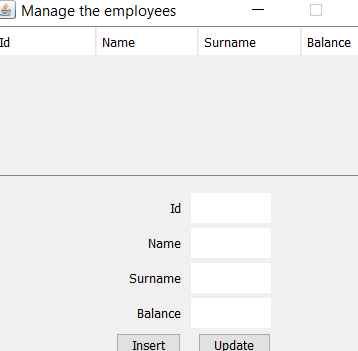 Manage the employees
Id Name Surname Balance
Id
Name
Surname
Balance
Insert Update